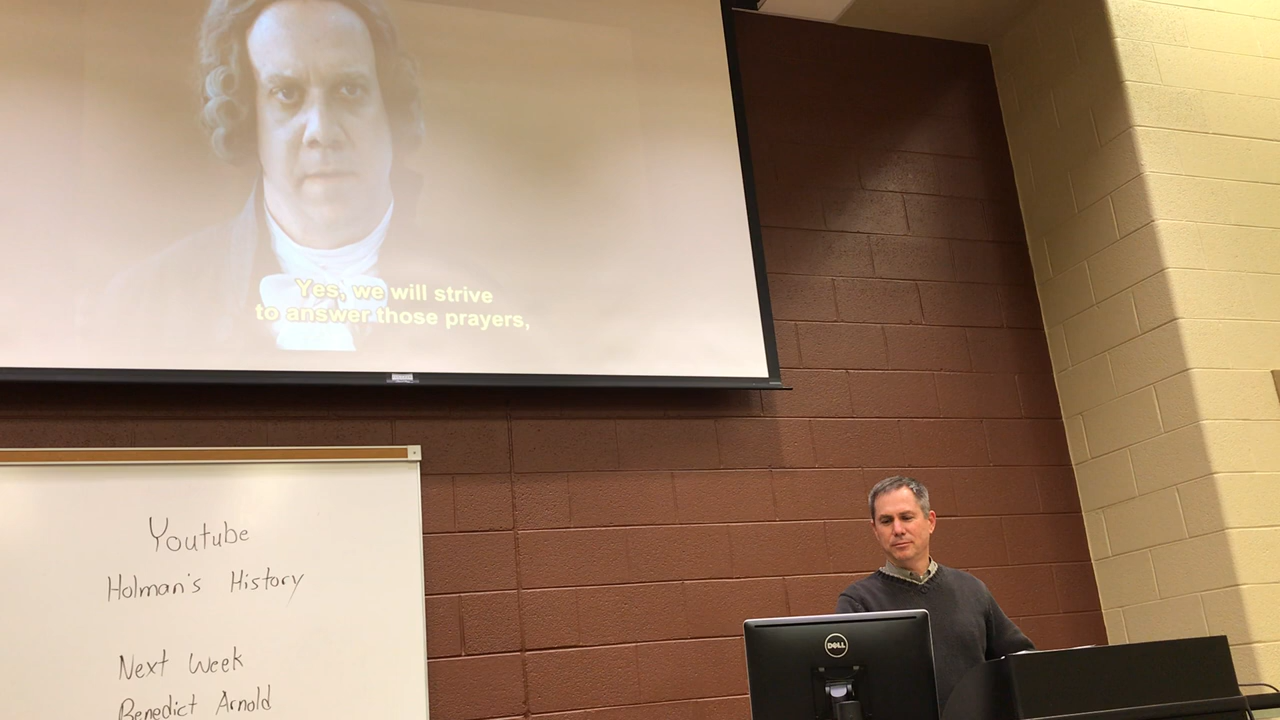 Yes, we will strive
to answer those prayers,
Youtube
Holman's History
Next Week
Benedict Arnold
DELL